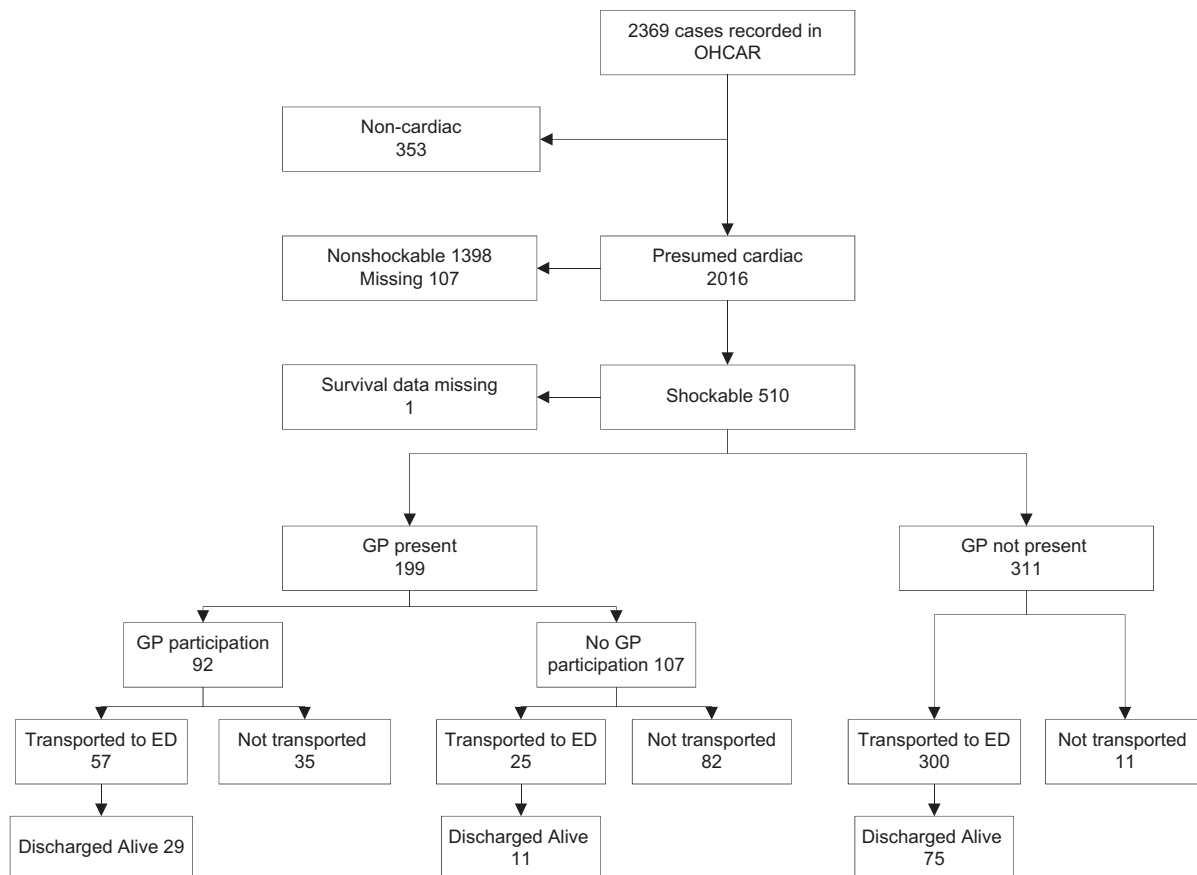 2369 cases recorded in
OHCAR
Non-cardiac
353
Nonshockable 1398
Missing 107
Presumed cardiac
2016
Survival data missing
1
Shockable 510
GP present
199
GP not present
311
GP participation
92
No GP
participation 107
Transported to ED
57
Not transported
35
Transported to ED
25
Not transported
82
Transported to ED
300
Not transported
11
Discharged Alive 29
Discharged Alive
11
Discharged Alive
75